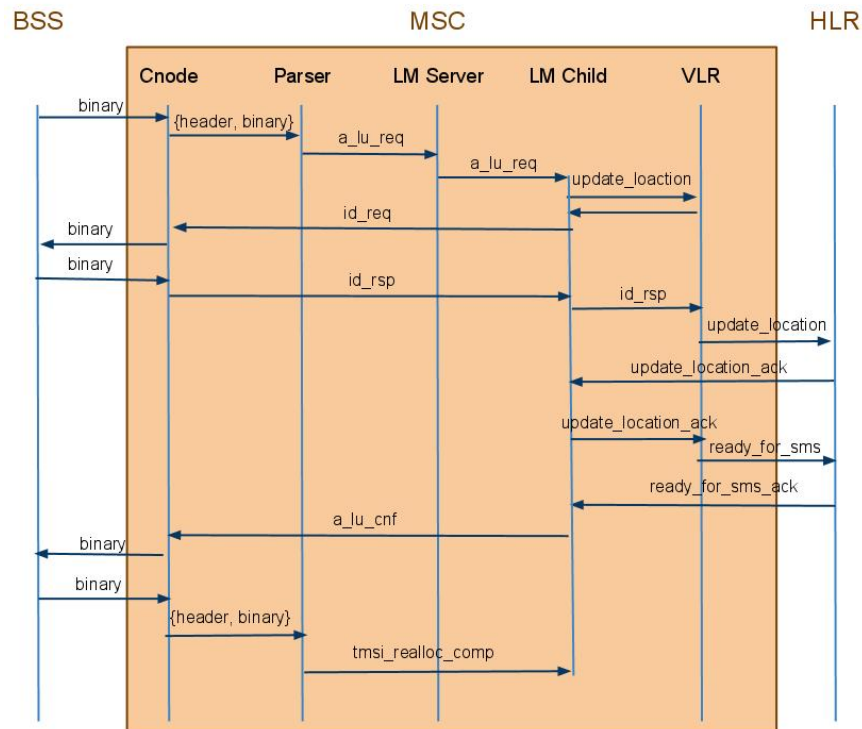 BSS MSC HLR
Cnode Parser LM Server LM Child VLR
binary
{header, binary}
a_lu_req
a_lu_req
update_loaction
id_req
binary
binary
id_rsp
id_rsp
update_location
update_location_ack
update_location_ack
ready_for_sms
ready_for_sms_ack
a_lu_cnf
binary
binary
{header, binary}
tmsi_realloc_comp